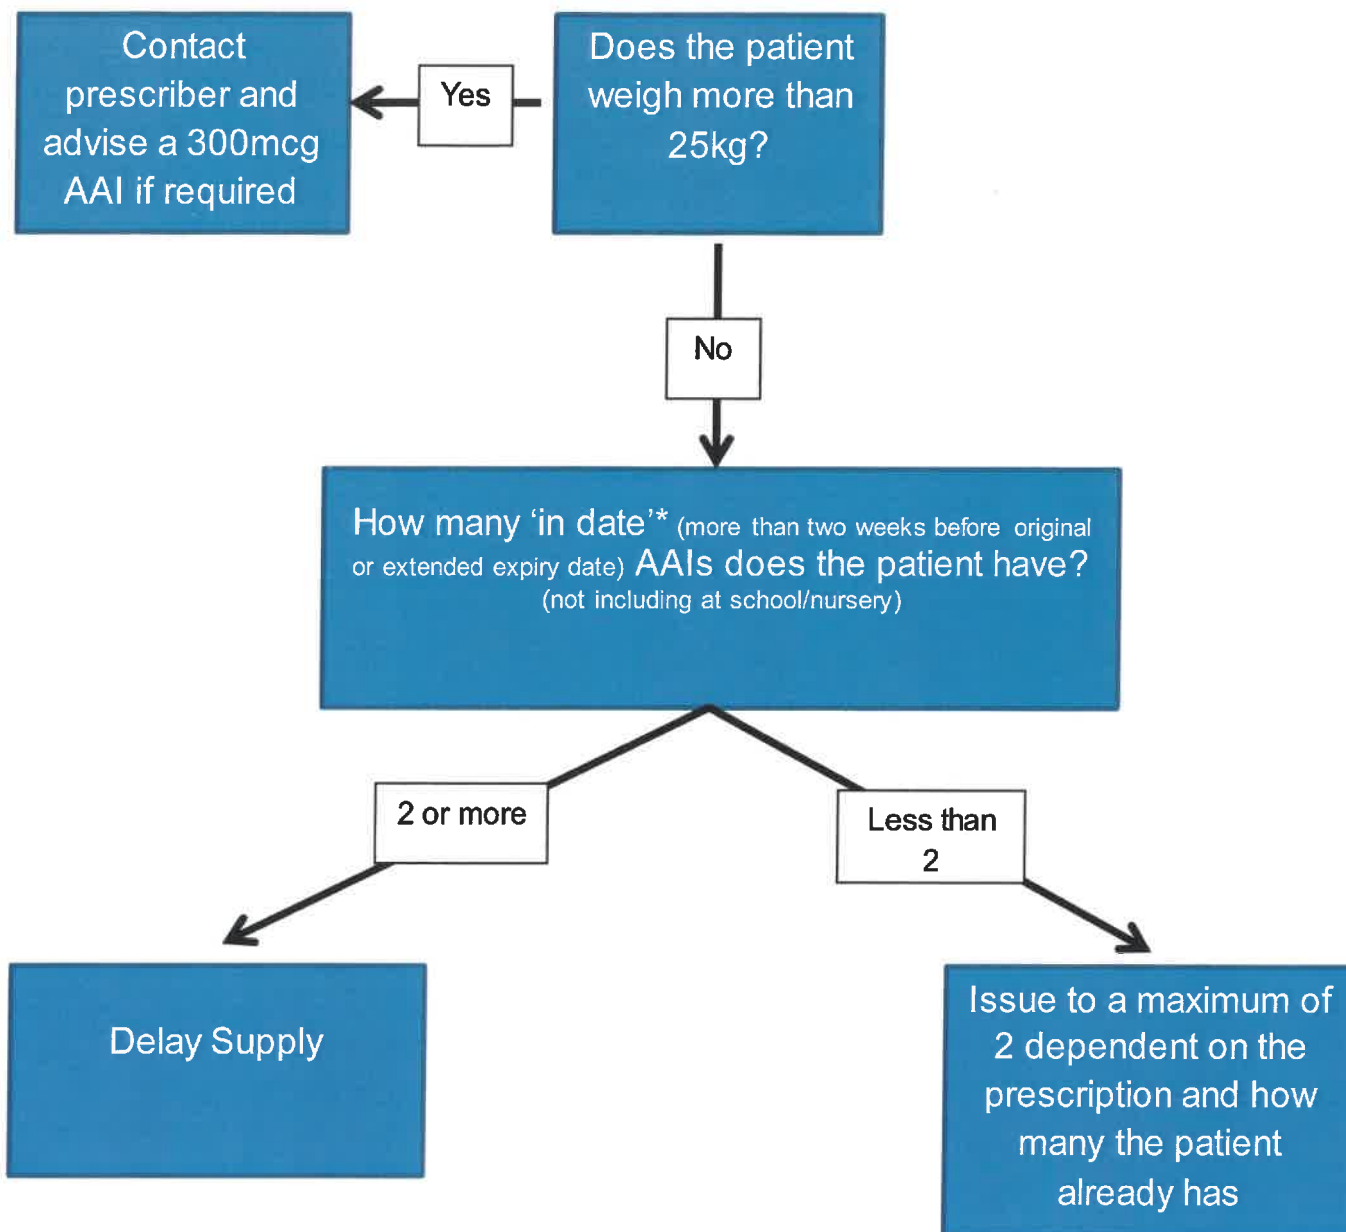 Contact
prescriber and
advise a 300mcg
AAI if required
Yes
Does the patient
weigh more than
25kg?
No
How many ‘in date’* (more than two weeks before original
or extended expiry date) AAIs does the patient have?
(not including at school/nursery)
2 or more
Less than
2
Delay Supply
Issue to a maximum of
2 dependent on the
prescription and how
many the patient
already has